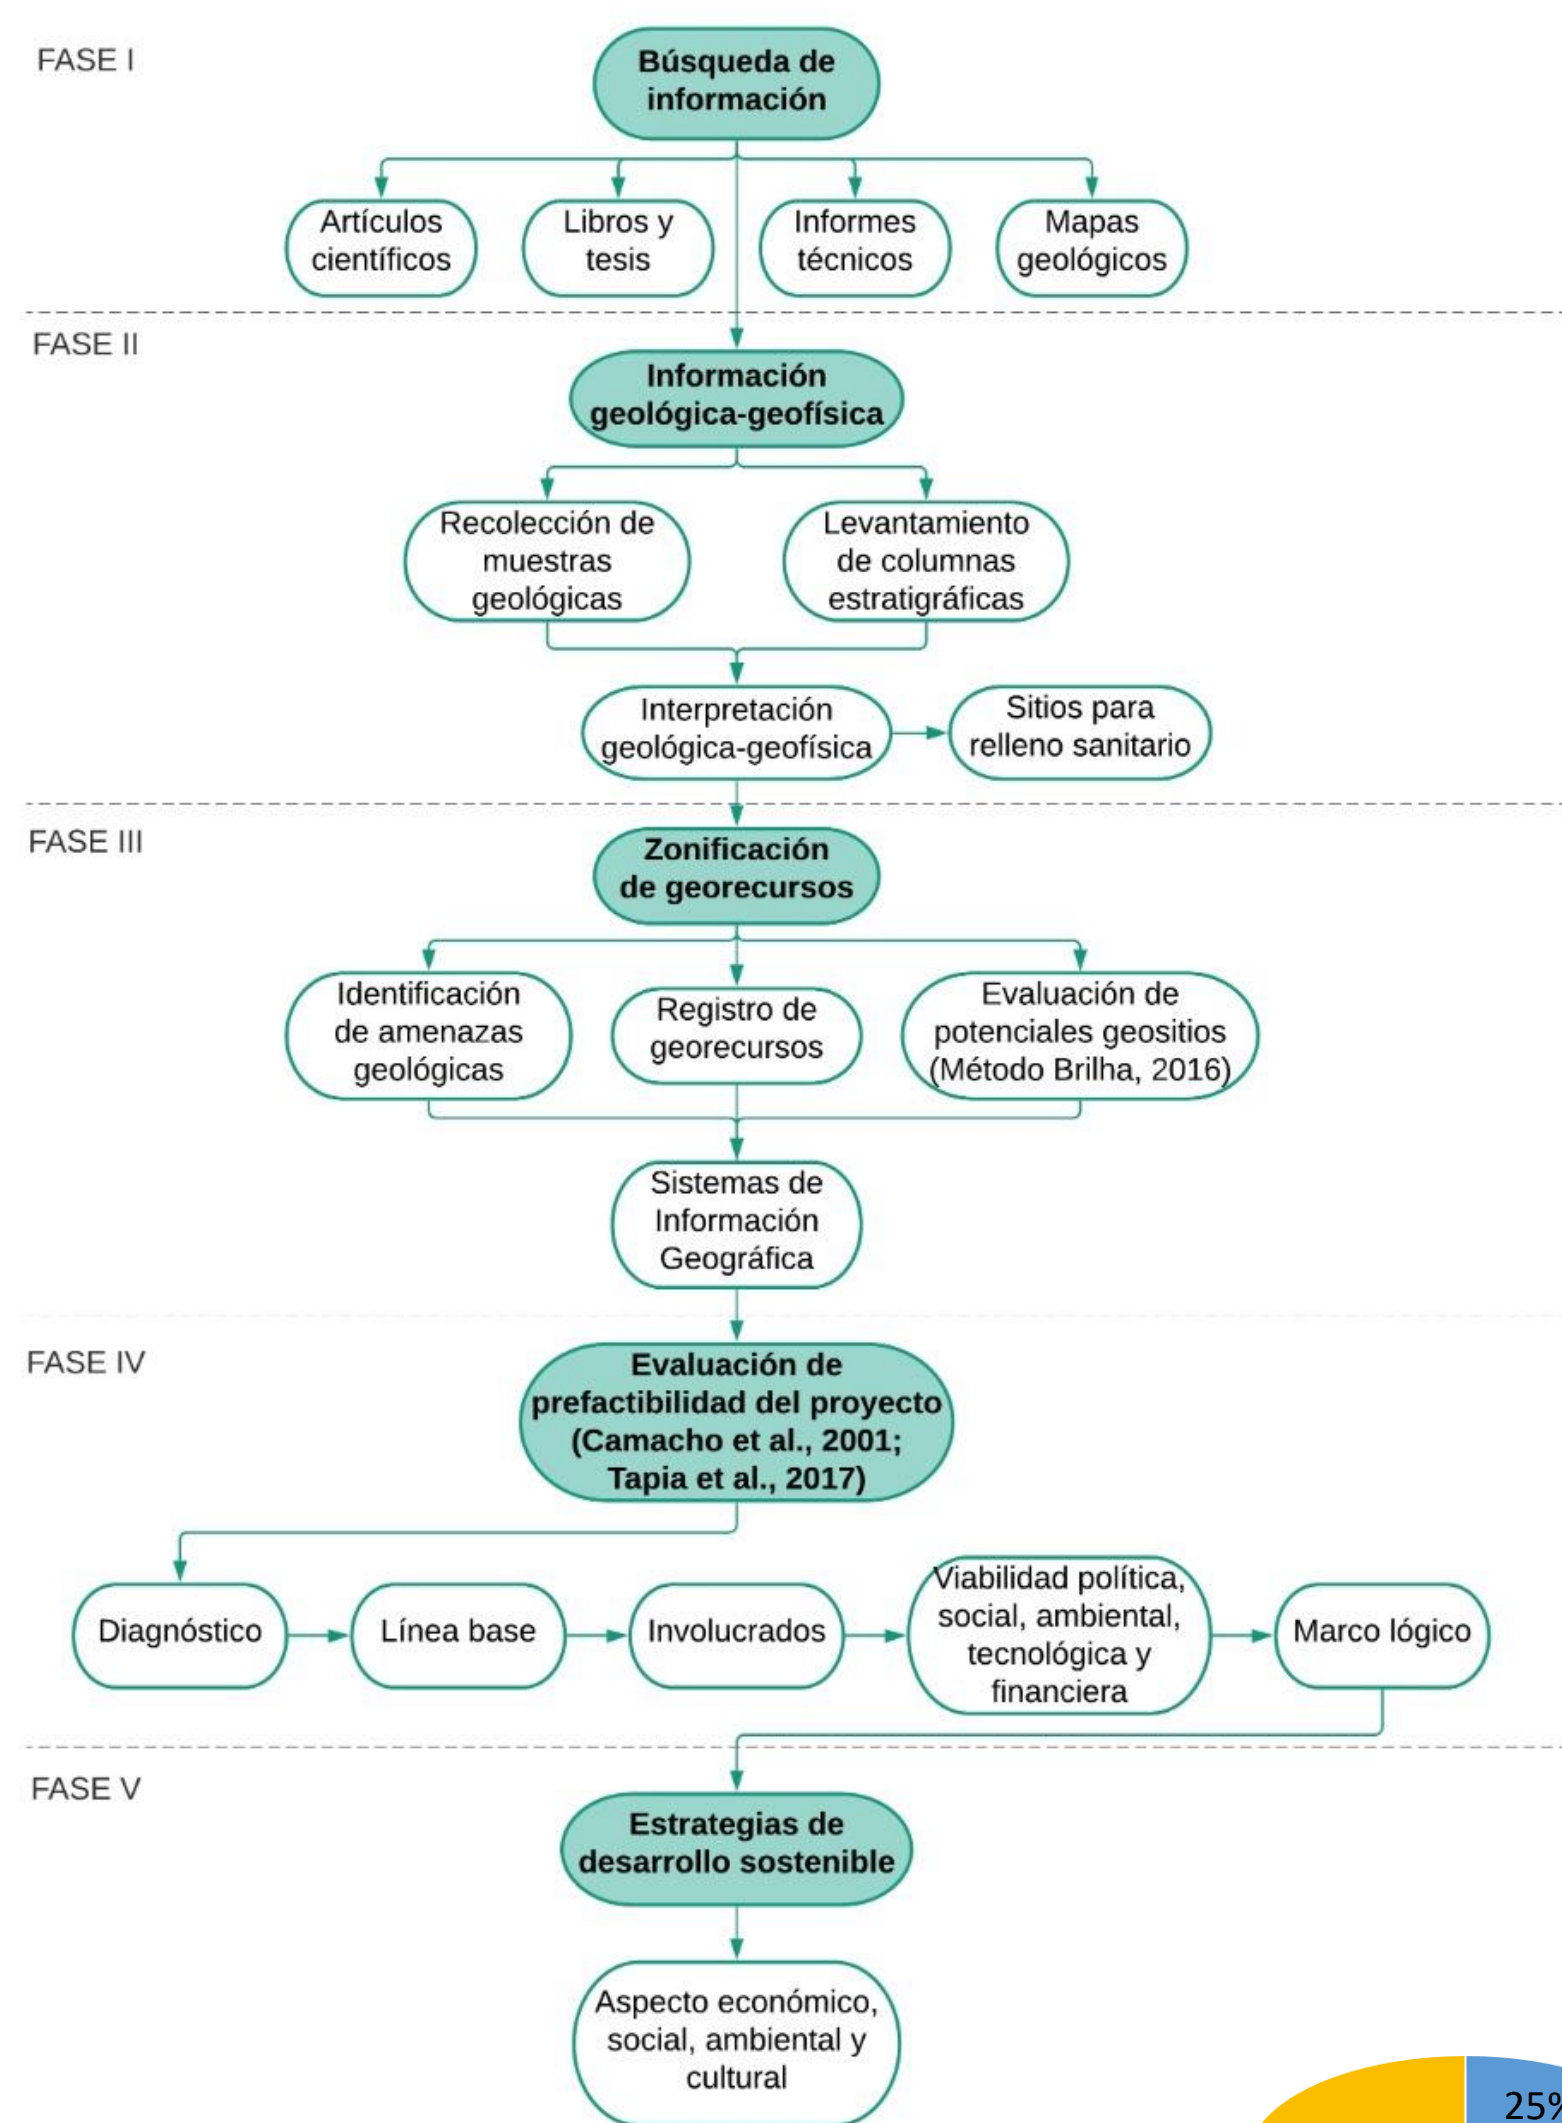 FASE I
Búsqueda de
información
Artículos
científicos
Libros y
tesis
Informes
técnicos
Mapas
geológicos
FASE II
Información
geológica-geofísica
Recolección de
muestras
geológicas
Levantamiento
de columnas
estratigráficas
Interpretación
geológica-geofísica
Sitios para
relleno sanitario
FASE III
Zonificación
de georecursos
Identificación
de amenazas
geológicas
Registro de
georecursos
Evaluación de
potenciales geositios
(Método Brilha, 2016)
Sistemas de
Información
Geográfica
FASE IV
Evaluación de
prefactibilidad del proyecto
(Camacho et al., 2001;
Tapia et al., 2017)
Diagnóstico
Línea base
Involucrados
Viabilidad política,
social, ambiental,
tecnológica y
financiera
Marco lógico
FASE V
Estrategias de
desarrollo sostenible
Aspecto económico,
social, ambiental y
cultural
25%